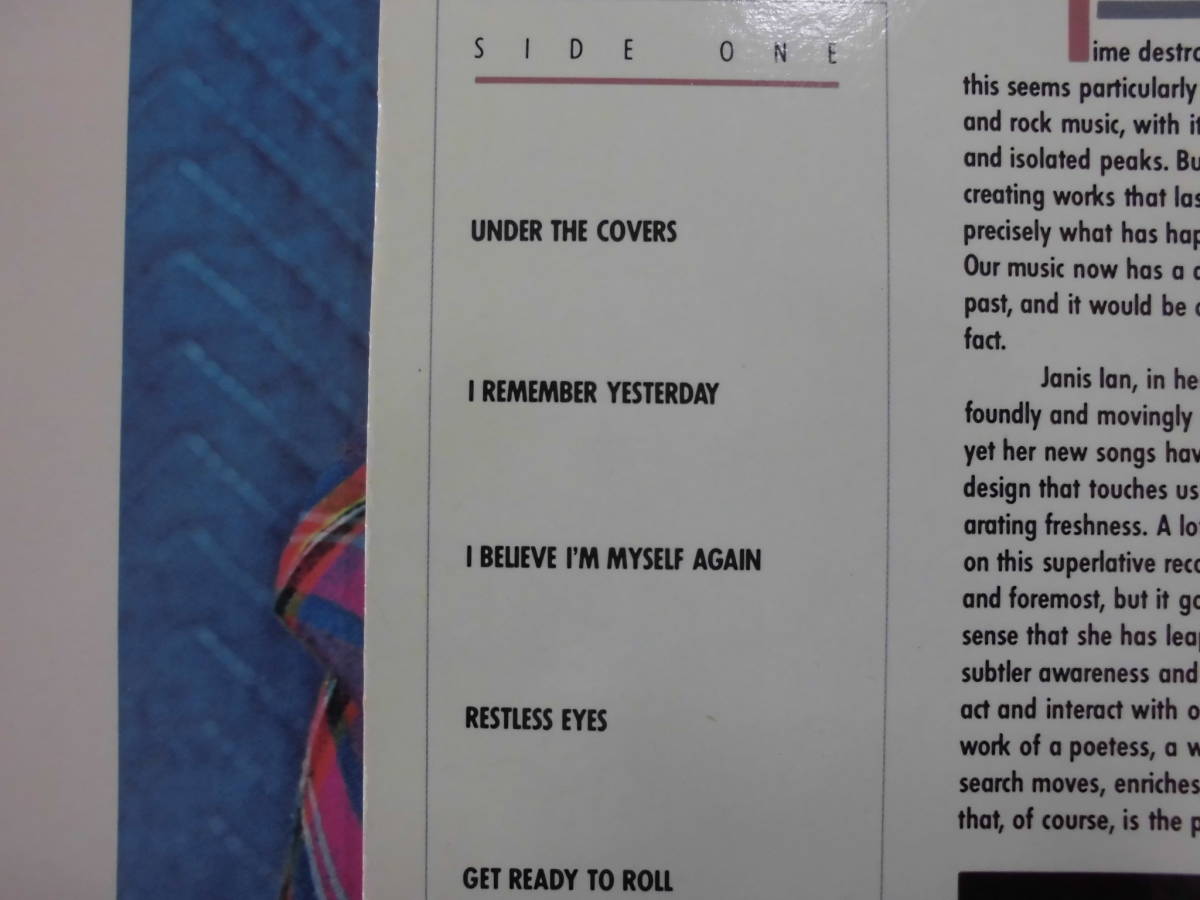 SIDE ONE
UNDER THE COVERS
I REMEMBER YESTERDAY
I BELIEVE I'M MYSELF AGAIN
RESTLESS EYES
GET READY TO ROLL
ime destro
this seems particularly
and rock music, with it
and isolated peaks. Bu
creating works that las
precisely what has hap
Our music now has a
past, and it would be
fact.
Janis Ian, in he
foundly and movingly
yet her new songs hav
design that touches us
arating freshness. A lo
on this superlative reco
and foremost, but it go
sense that she has leap
subtler awareness and
act and interact with o
work of a poetess, a w
search moves, enriches
that, of course, is the p